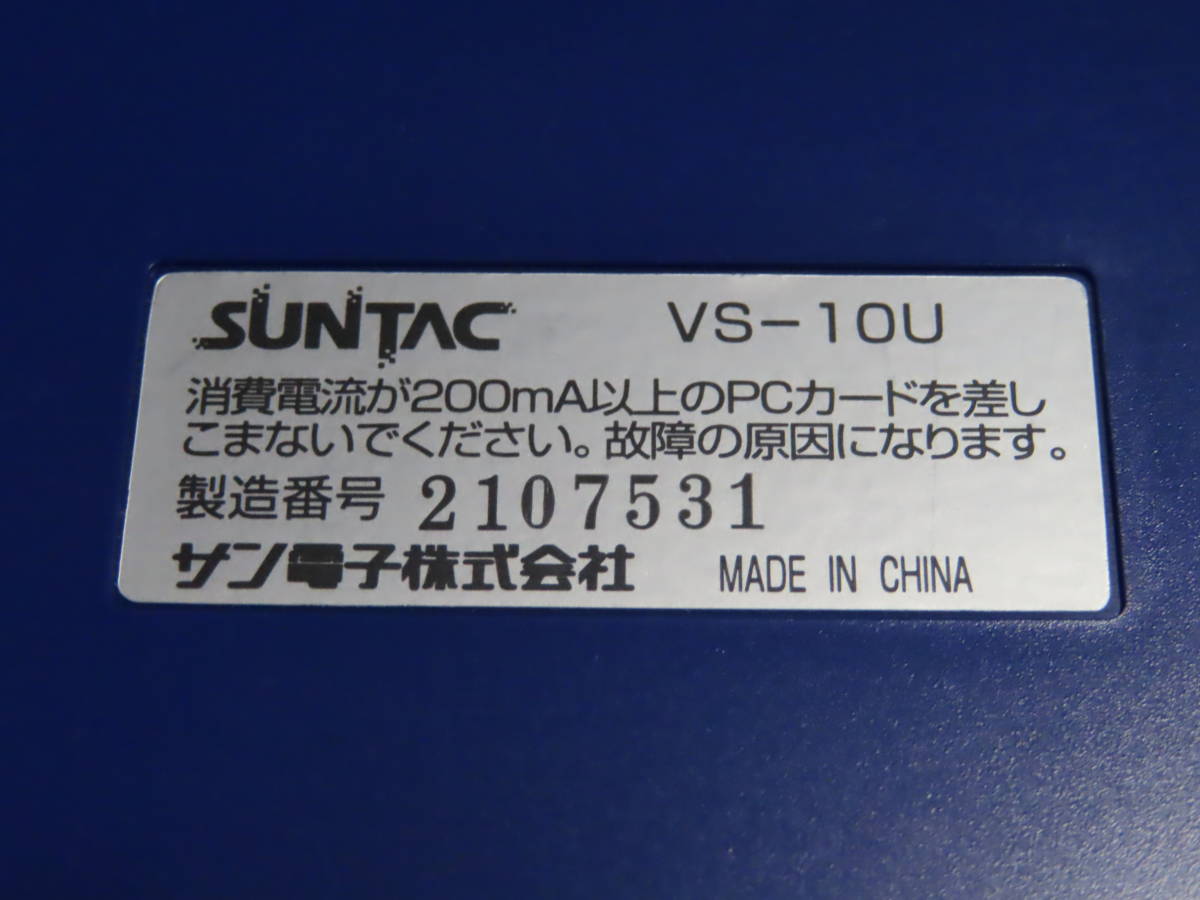 SUNTAC VS-10U
消費電流が200mA以上のPCカードを差し
こまないでください。故障の原因になります。
製造番号 2107531
サン電子株式会社 MADE IN CHINA